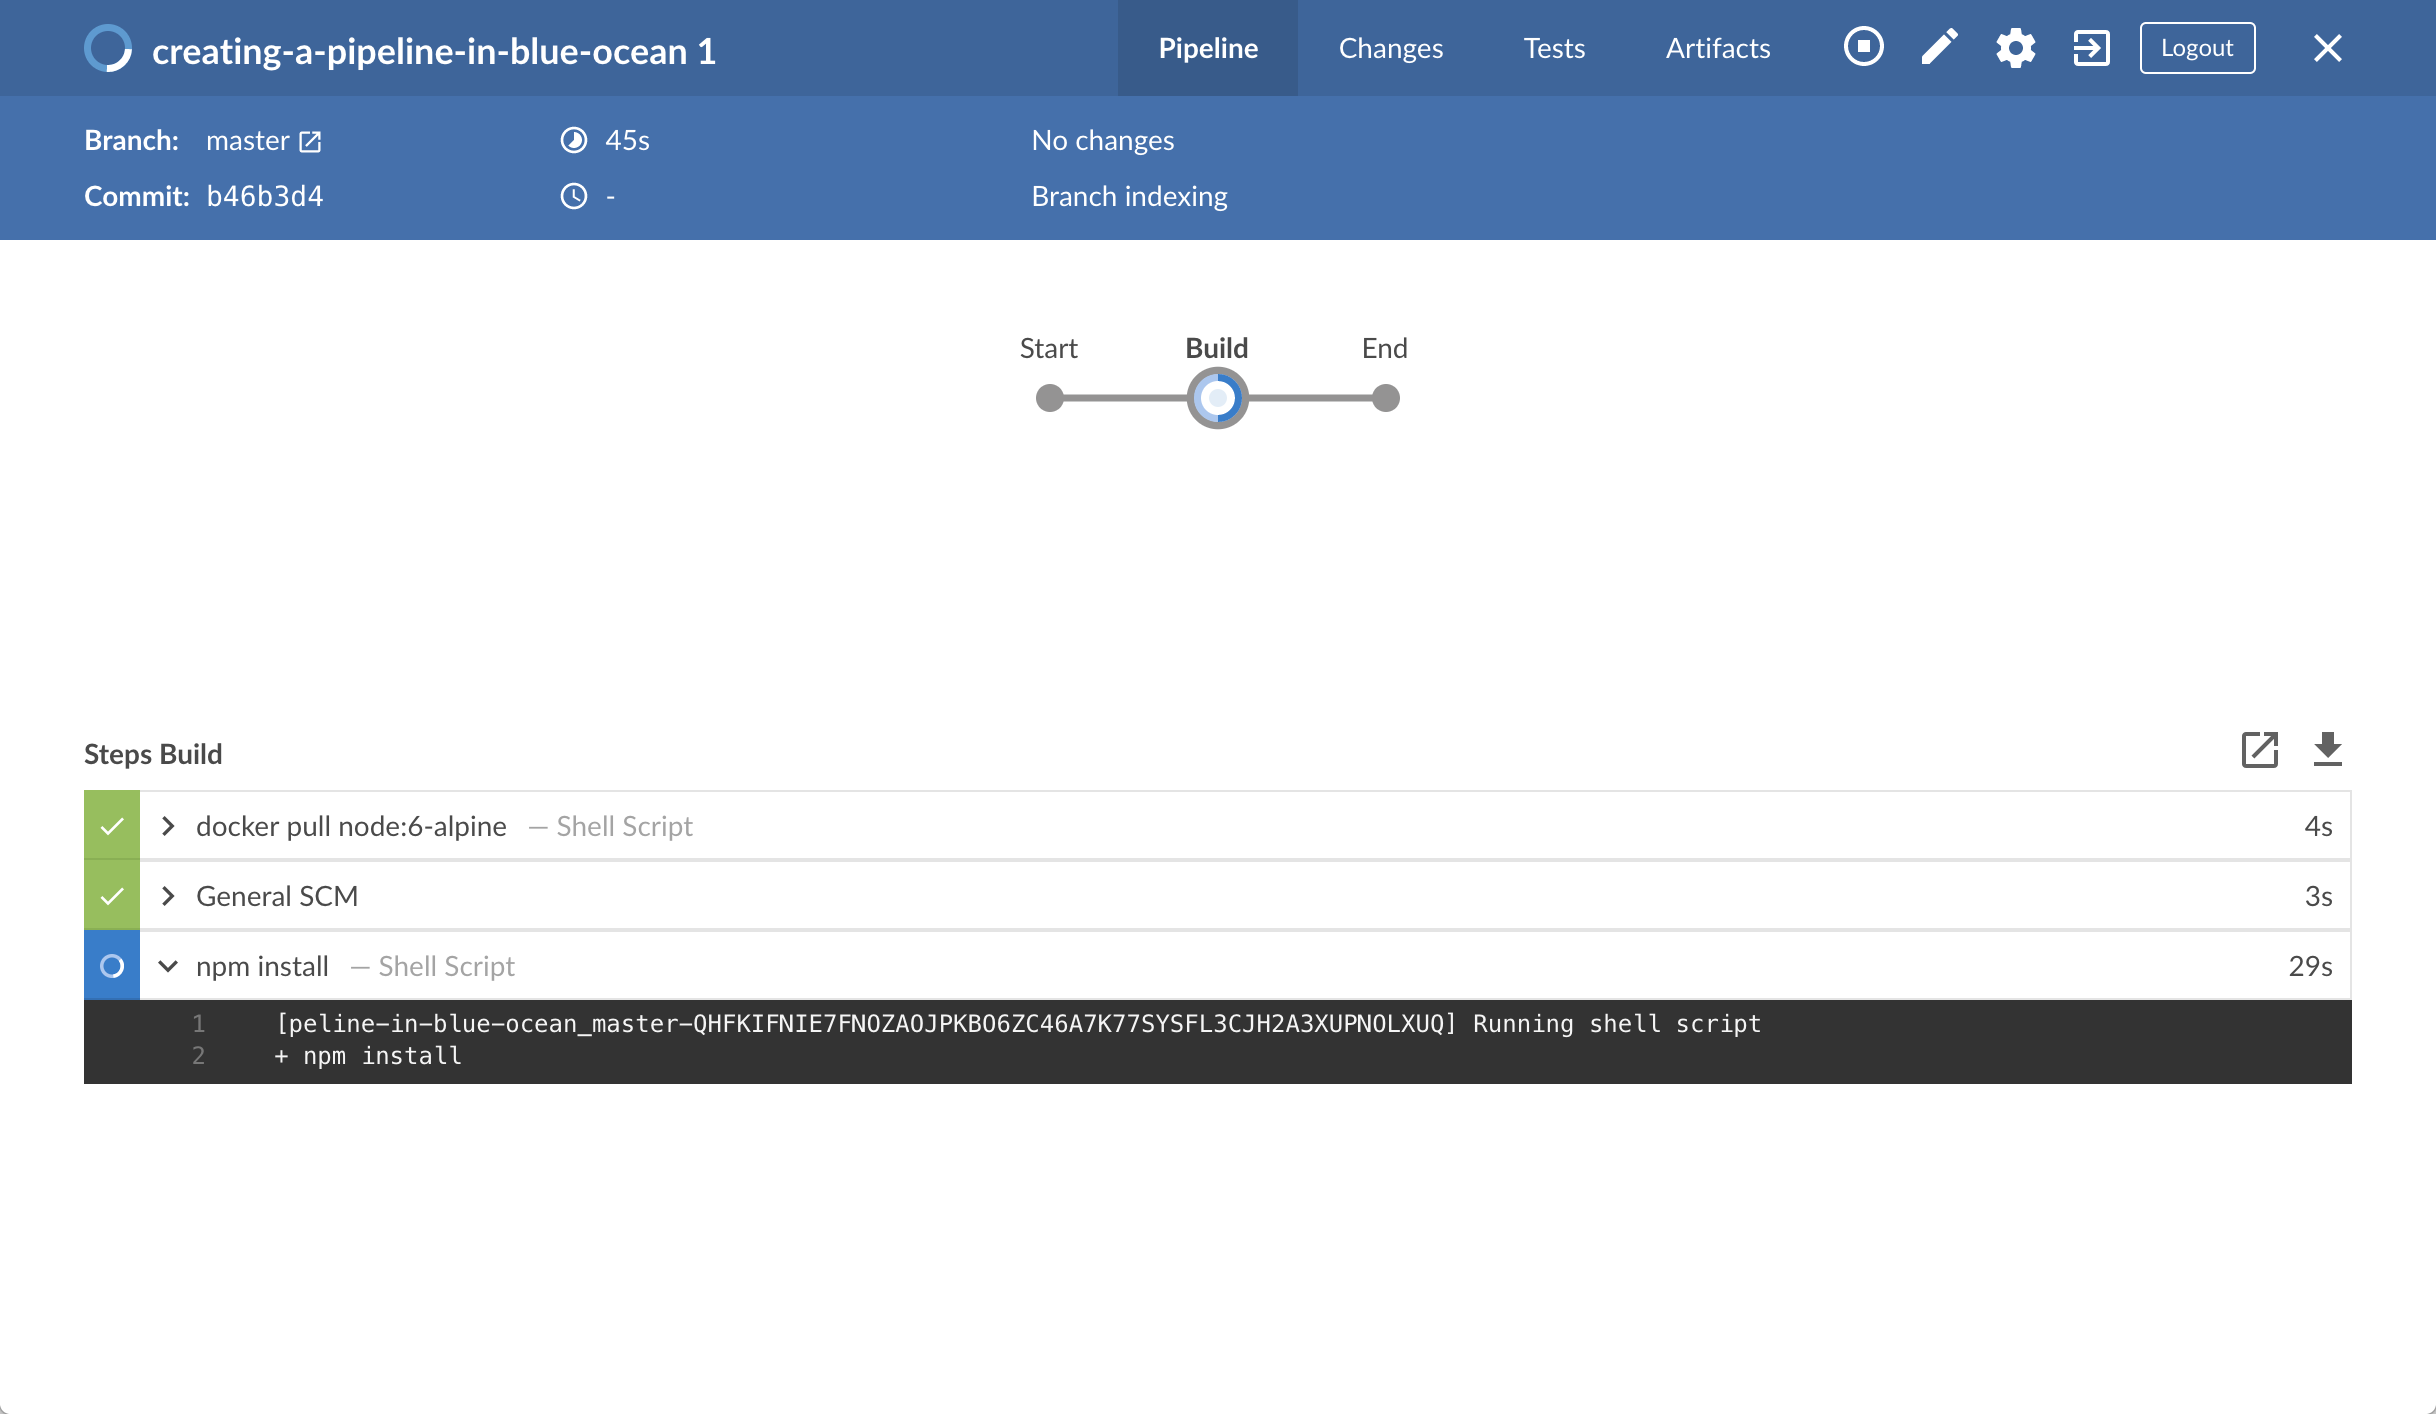 creating-a-pipeline-in-blue-ocean 1
Pipeline Changes Tests Artifacts Logout
Branch: master 45s No changes
Commit: b46b3d4 - Branch indexing
Start Build End
Steps Build
docker pull node:6-alpine — Shell Script 4s
General SCM 3s
npm install — Shell Script 29s
1 [peline-in-blue-ocean_master-QHFKIFNIE7FNOZAOJPKBO6ZC46A7K77SYSFL3CJH2A3XUPNOLXUQ] Running shell script
2 + npm install